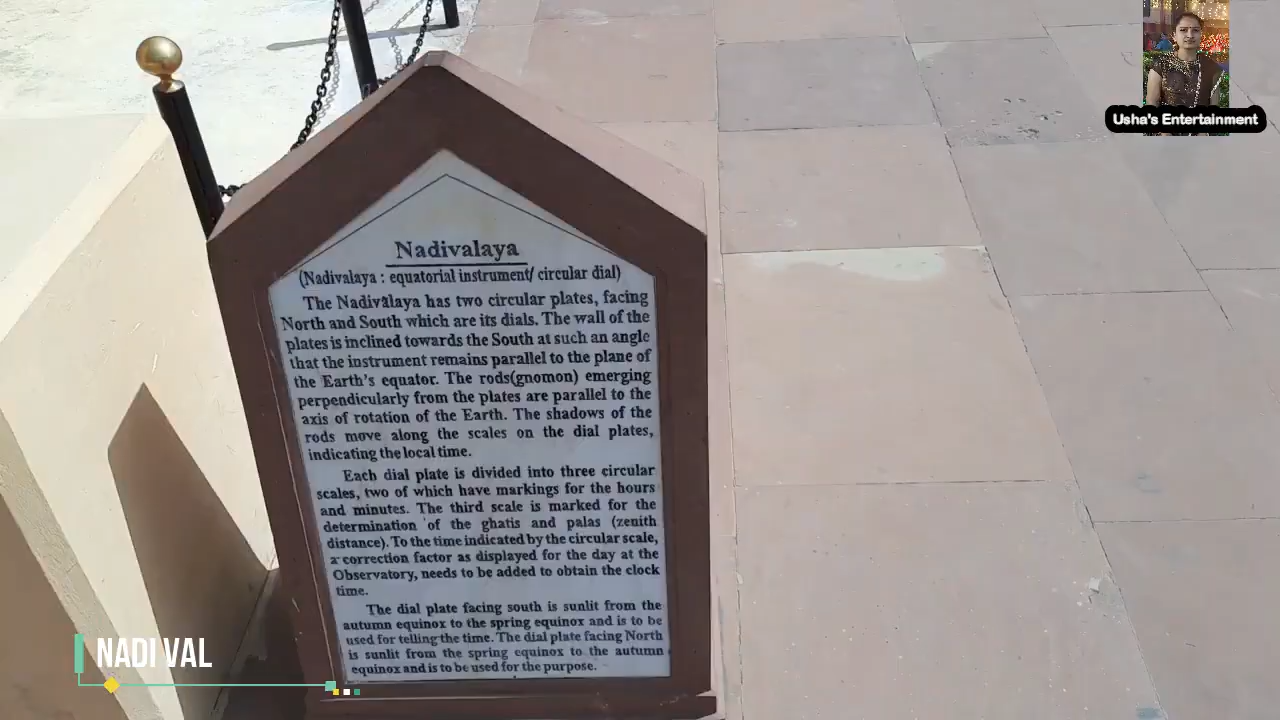 Usha's Entertainment
Nadivalaya
(Nadivalaya : equatorial instrument/ circular dial)
The Nadivālaya has two circular plates, facing
North and South which are its dials. The wall of the
plates is inclined towards the South at such an angle
that the instrument remains parallel to the plane of
the Earth's equator. The rods(gnomon) emerging
perpendicularly from the plates are parallel to the
axis of rotation of the Earth. The shadows of the
rods move along the scales on the dial plates,
indicating the local time.
Each dial plate is divided into three circular
scales, two of which have markings for the hours
and minutes. The third scale is marked for the
determination of the ghatis and palas (zenith
distance). To the time indicated by the circular scale,
a correction factor as displayed for the day at the
Observatory, needs to be added to obtain the clock
time.
The dial plate facing south is sunlit from the
autumn equinox to the spring equinox and is to be
used for telling the time. The dial plate facing North
is sunlit from the spring equinox to the autumn
equinox and is to be used for the purpose.
NADI VAL